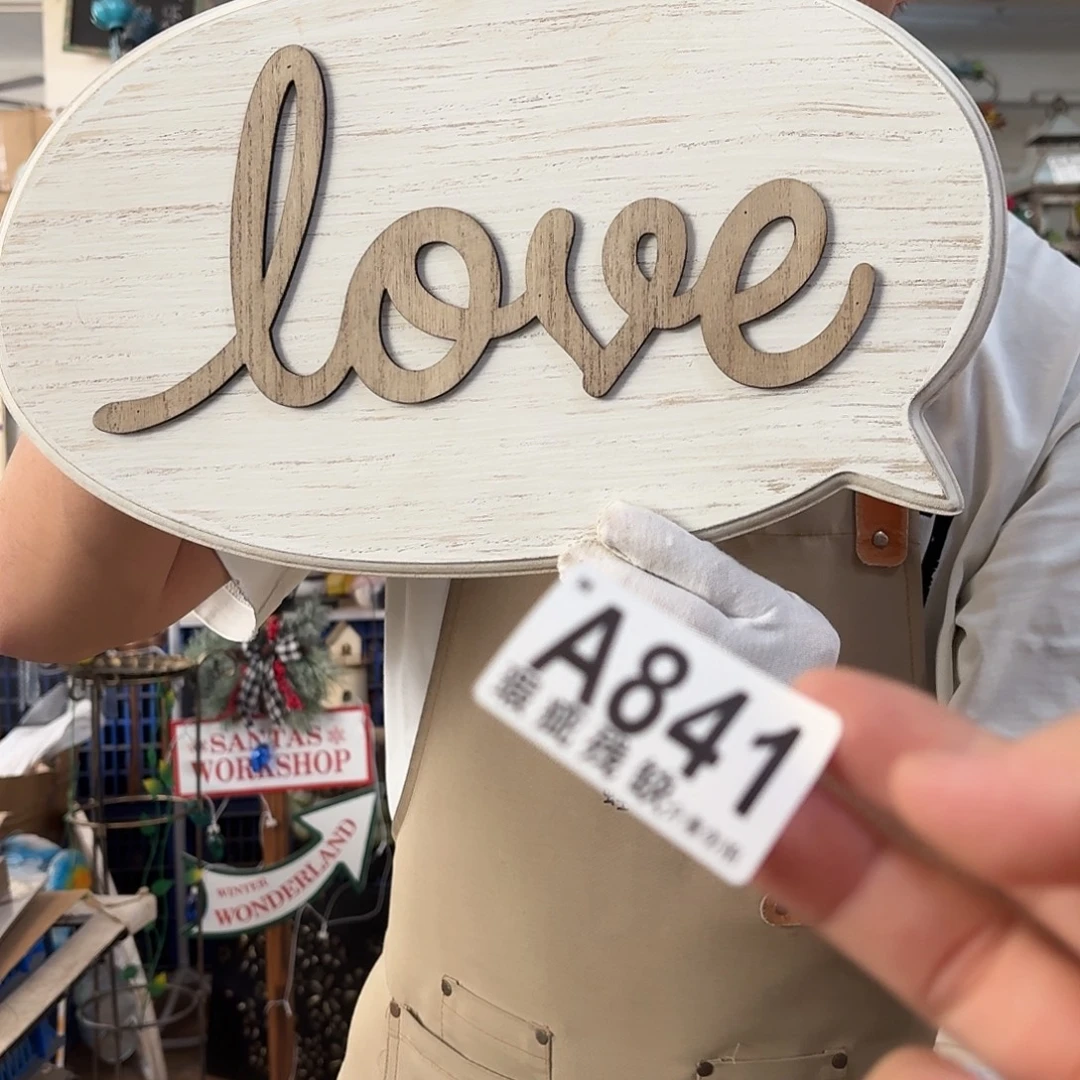 love
A841
SANTAS
WORKSHOP
WINTER
WONDERLAND